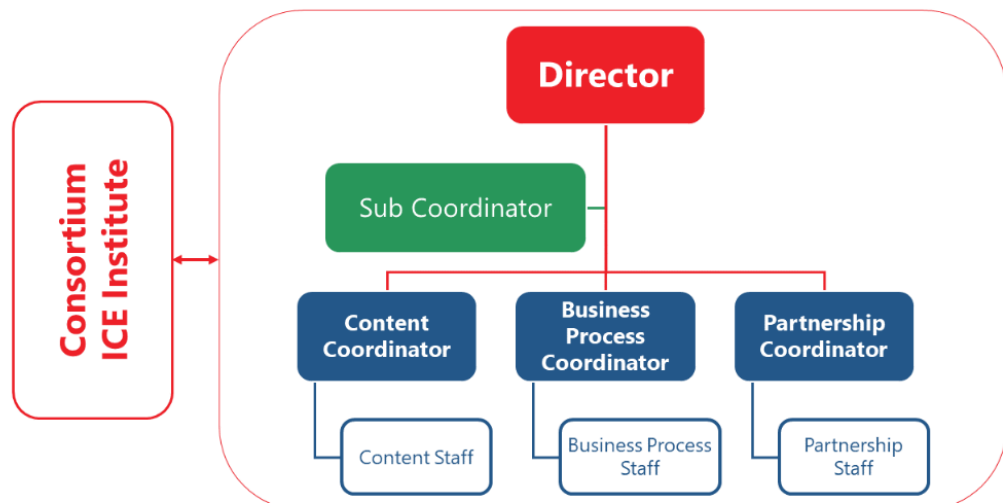 Consortium
ICE Institute
Director
Sub Coordinator
Content
Coordinator
Business
Process
Coordinator
Partnership
Coordinator
Content Staff
Business Process
Staff
Partnership
Staff